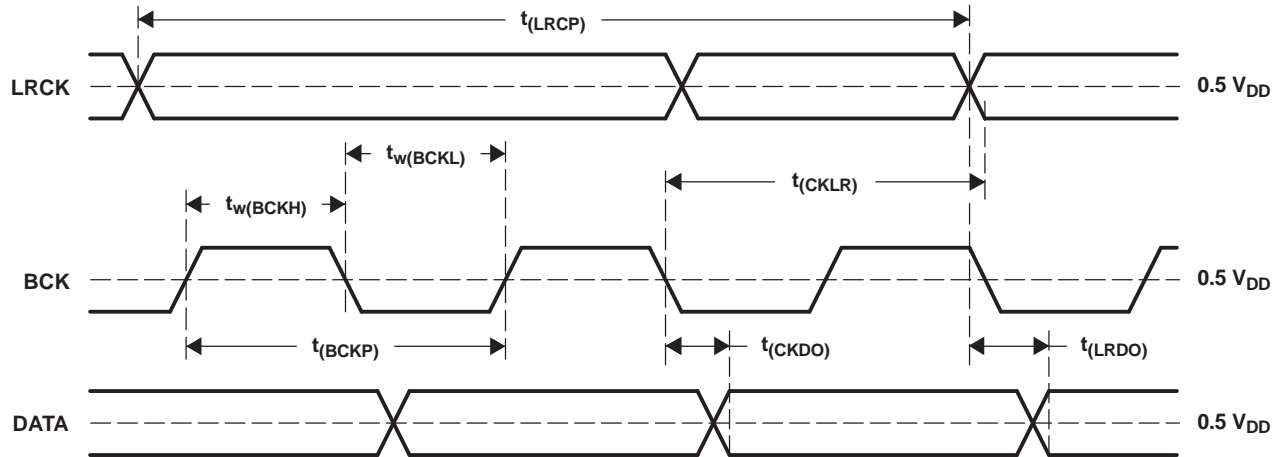 t(LRCP)
LRCK
0.5 VDD
tw(BCKL)
t(CKLR)
tw(BCKH)
BCK
0.5 VDD
t(BCKP)
t(CKDO)
t(LRDO)
DATA
0.5 VDD